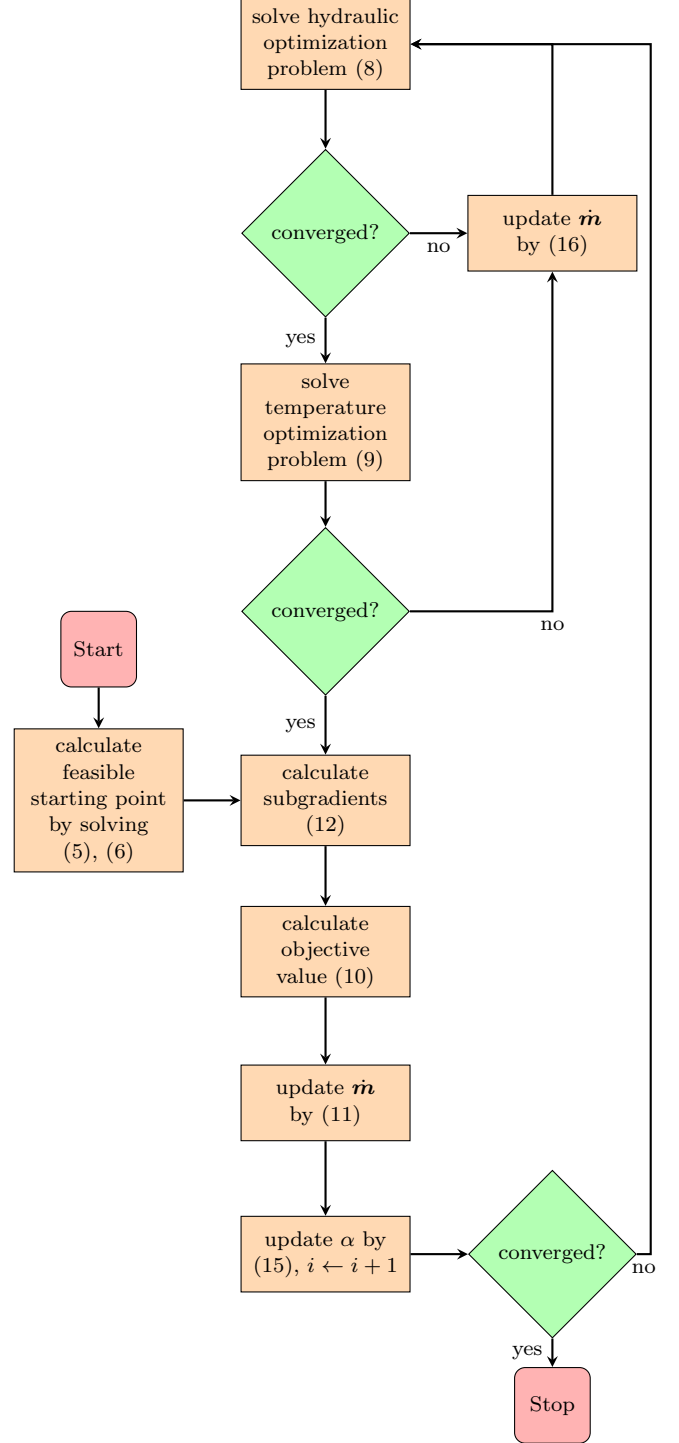 solve hydraulic
optimization
problem (8)
converged?
no
update ṁ
by (16)
yes
solve
temperature
optimization
problem (9)
converged?
no
yes
Start
calculate
feasible
starting point
by solving
(5), (6)
calculate
subgradients
(12)
calculate
objective
value (10)
update ṁ
by (11)
update α by
(15), i ← i + 1
converged?
no
yes
Stop